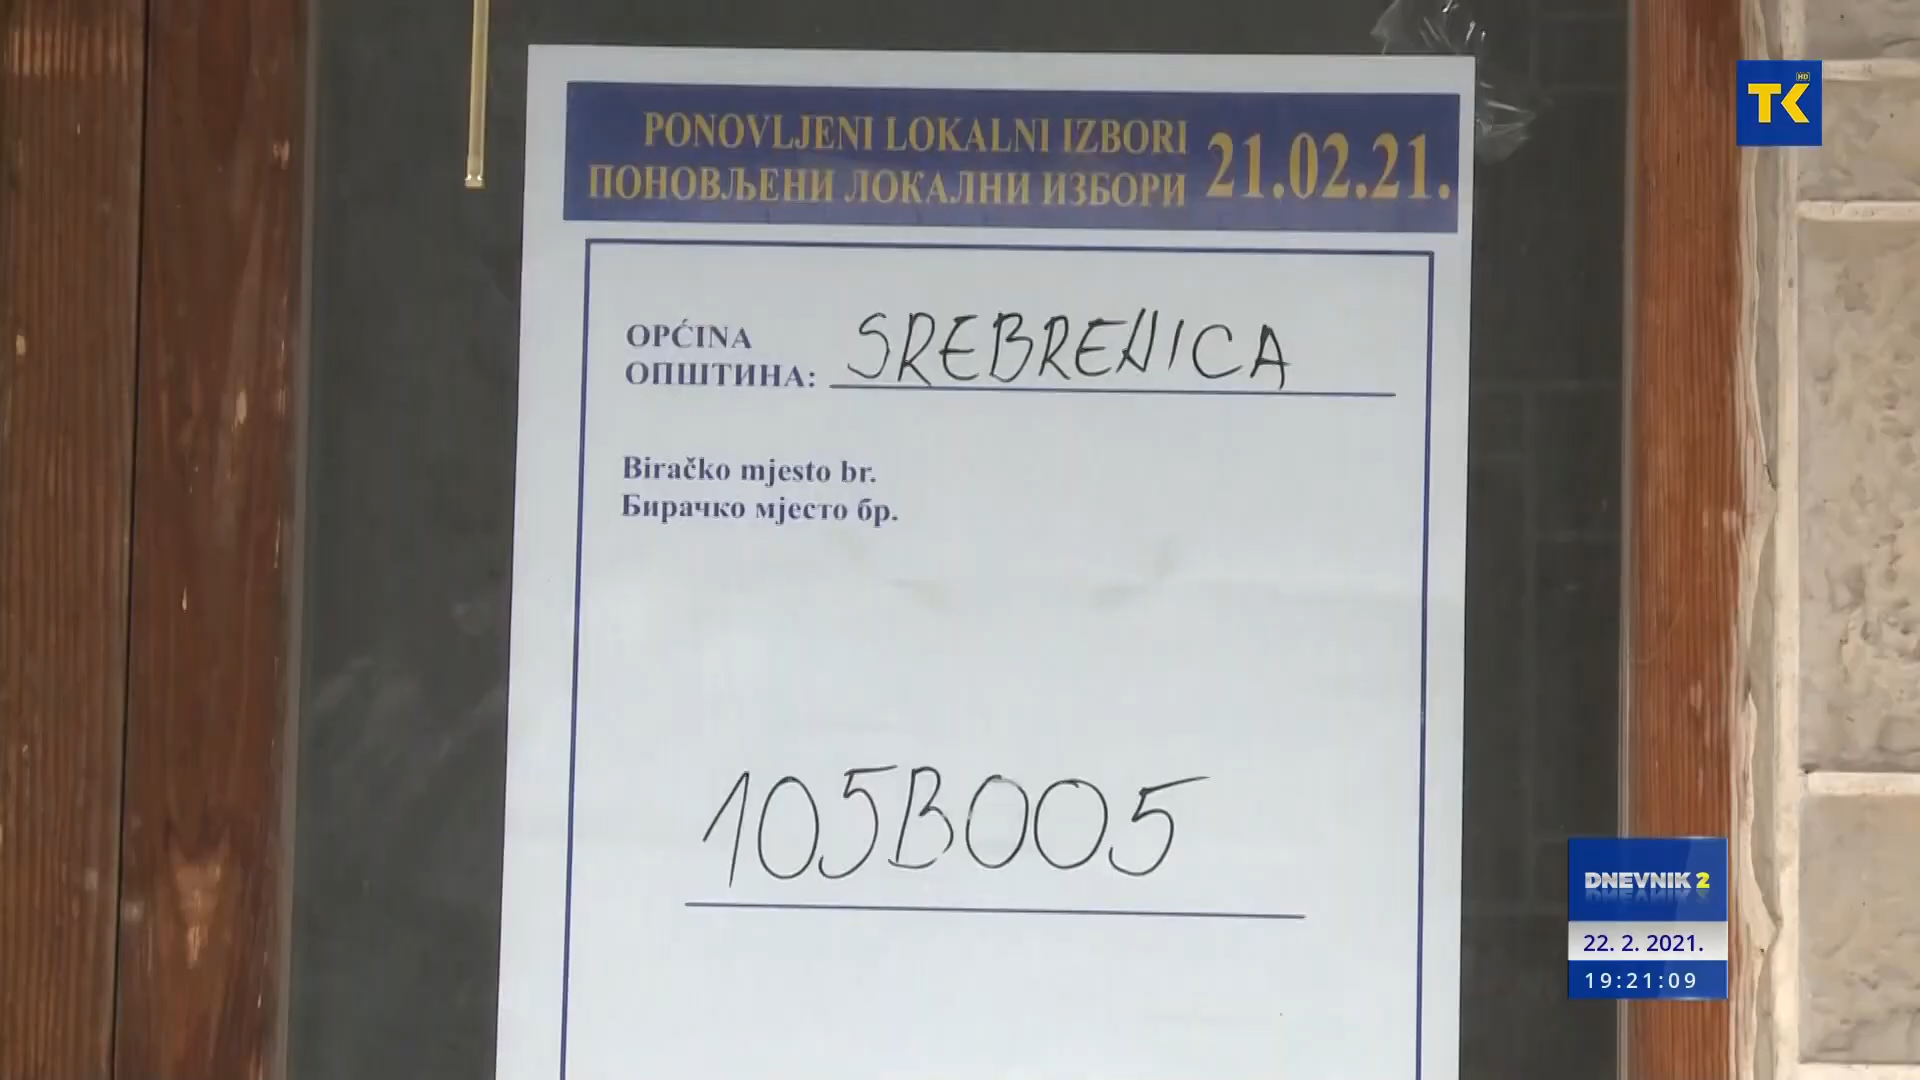 PONOVLJENI LOKALNI IZBORI
ПОНОВЉЕНИ ЛОКАЛНИ ИЗБОРИ
21.02.21.
OPĆINA
ОПШТИНА:
SREBRENICA
Biračko mjesto br.
Бирачко мјесто бр.
105B005
TK HD
DNEVNIK 2
22. 2. 2021.
19:21:09